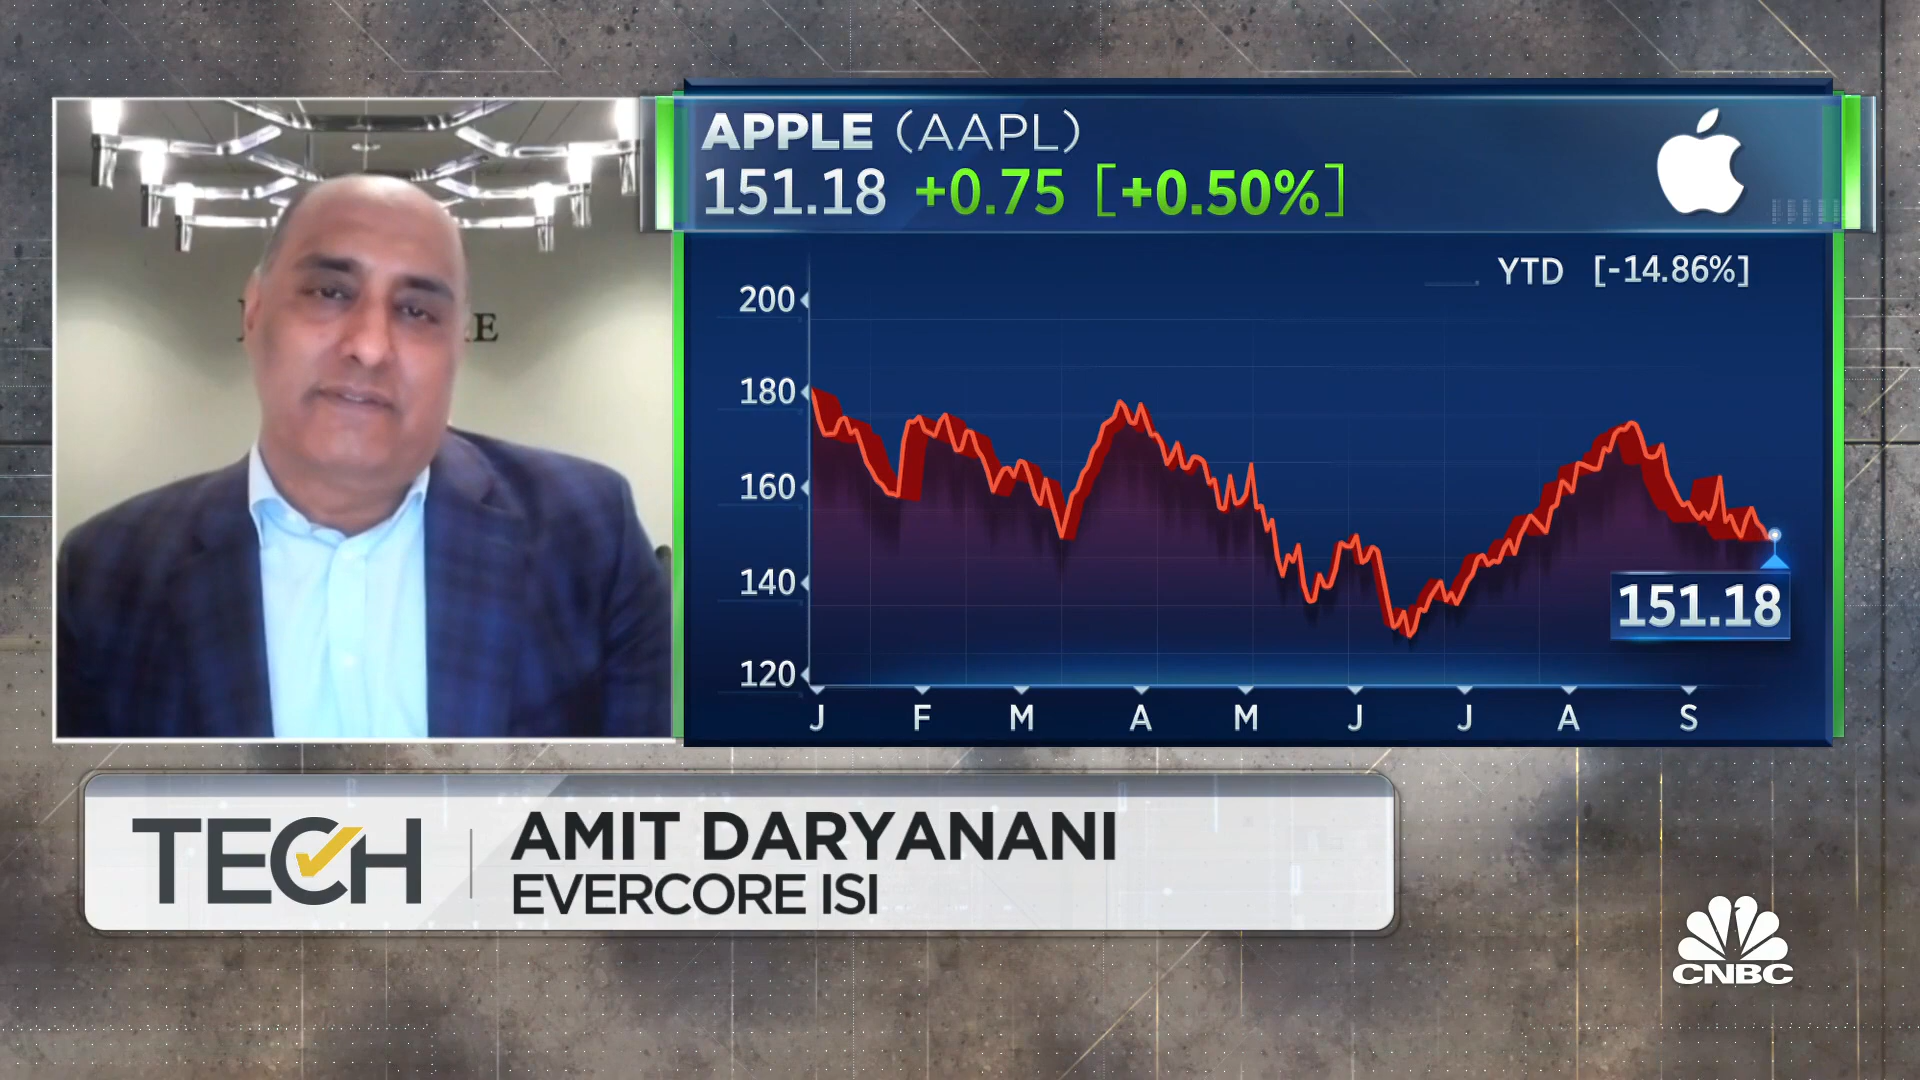 APPLE (AAPL)
151.18 +0.75 [+0.50%]
YTD [-14.86%]
200
180
160
140
120
J F M A M J J A S
151.18
E
TECH
AMIT DARYANANI
EVERCORE ISI
CNBC